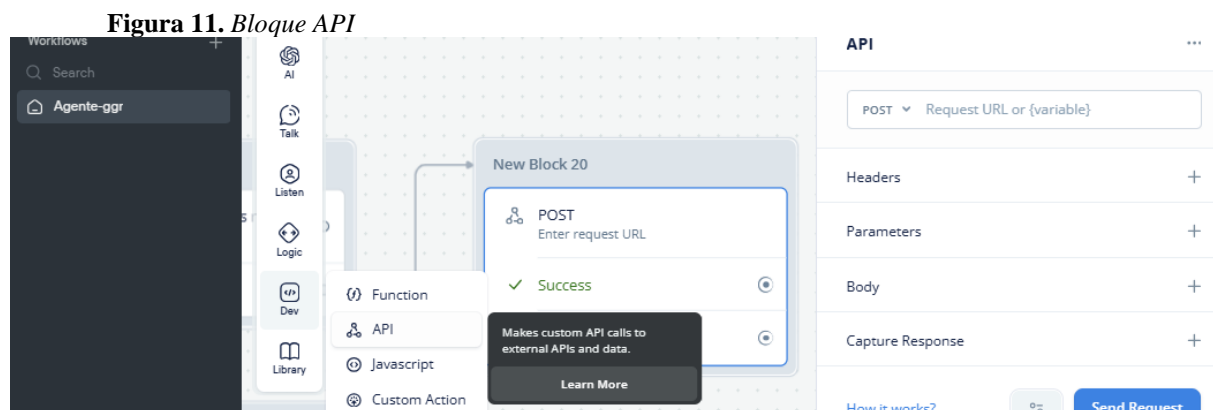 Figura 11. Bloque API
Workflows
Search
Agente-ggr
AI
Talk
Listen
Logic
Dev
Library
Function
API
Javascript
Custom Action
New Block 20
POST
Enter request URL
Success
Makes custom API calls to
external APIs and data.
Learn More
API
POST Request URL or {variable}
Headers
Parameters
Body
Capture Response
How it works?
Send Request